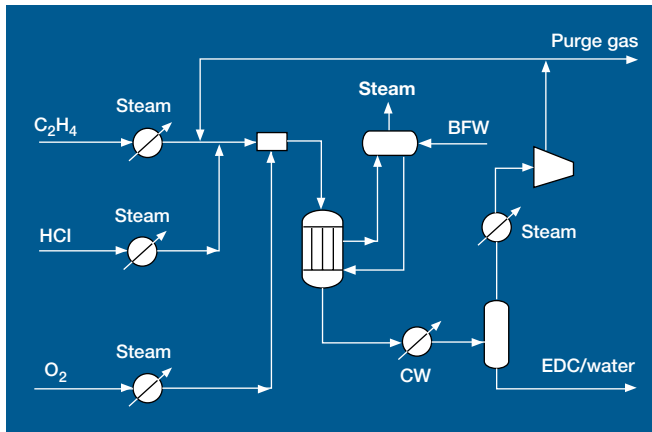 Purge gas
Steam
Steam
C₂H₄
BFW
Steam
HCl
Steam
Steam
O₂
CW
EDC/water